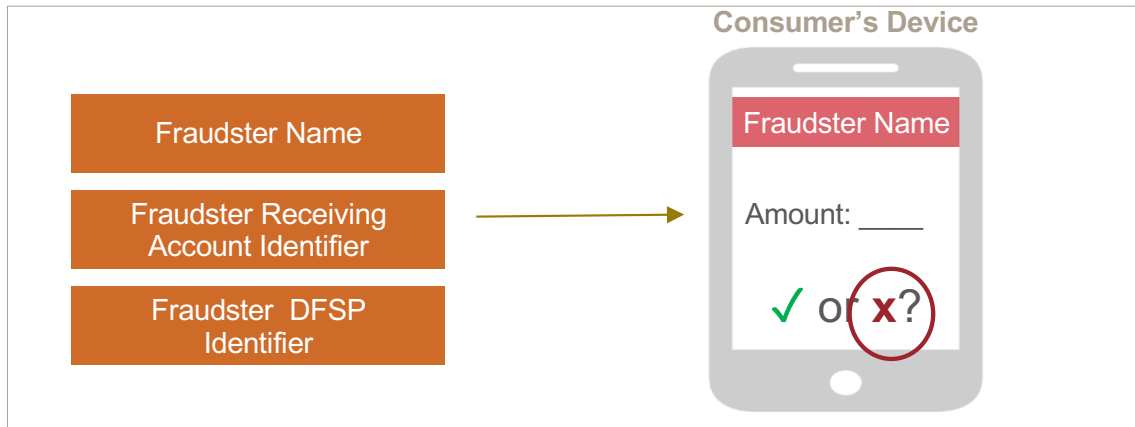 Consumer's Device
Fraudster Name
Fraudster Receiving
Account Identifier
Fraudster DFSP
Identifier
Fraudster Name
Amount: ____
✓ or x?